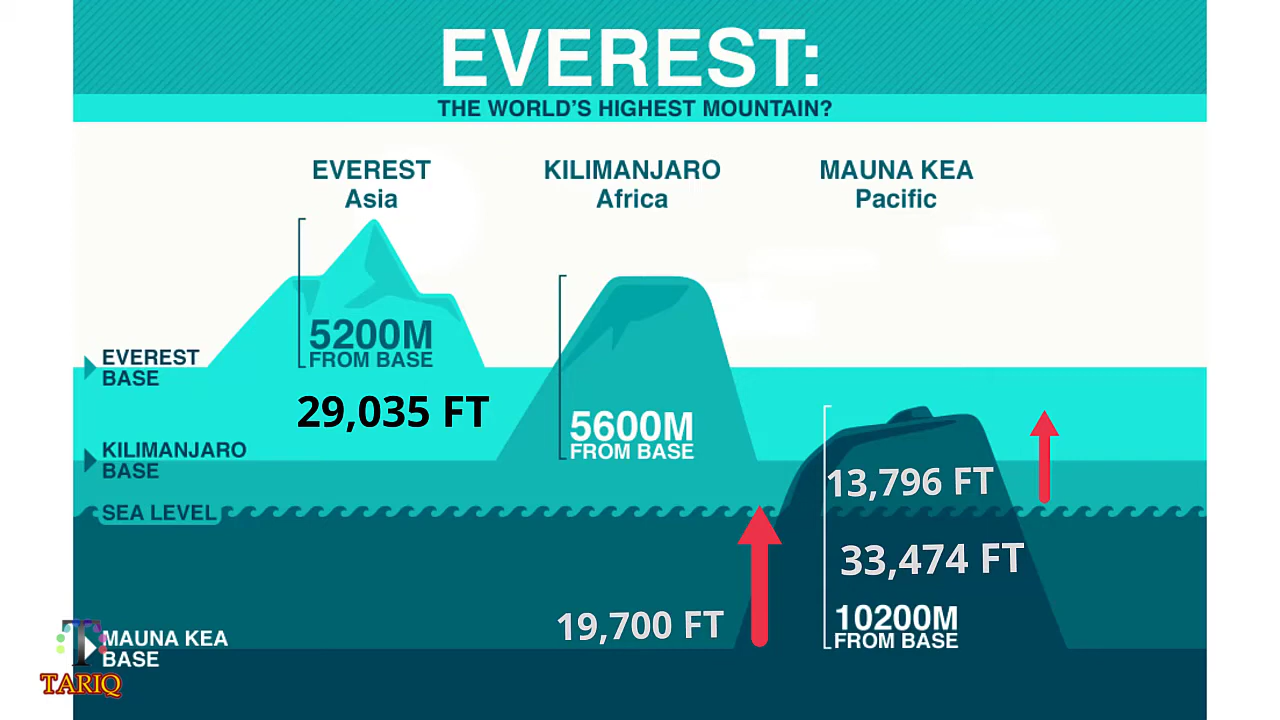 EVEREST:
THE WORLD'S HIGHEST MOUNTAIN?
EVEREST
Asia
KILIMANJARO
Africa
MAUNA KEA
Pacific
5200M
FROM BASE
EVEREST
BASE
29,035 FT
5600M
FROM BASE
KILIMANJARO
BASE
13,796 FT
SEA LEVEL
33,474 FT
19,700 FT
10200M
FROM BASE
MAUNA KEA
BASE
T
TARIQ